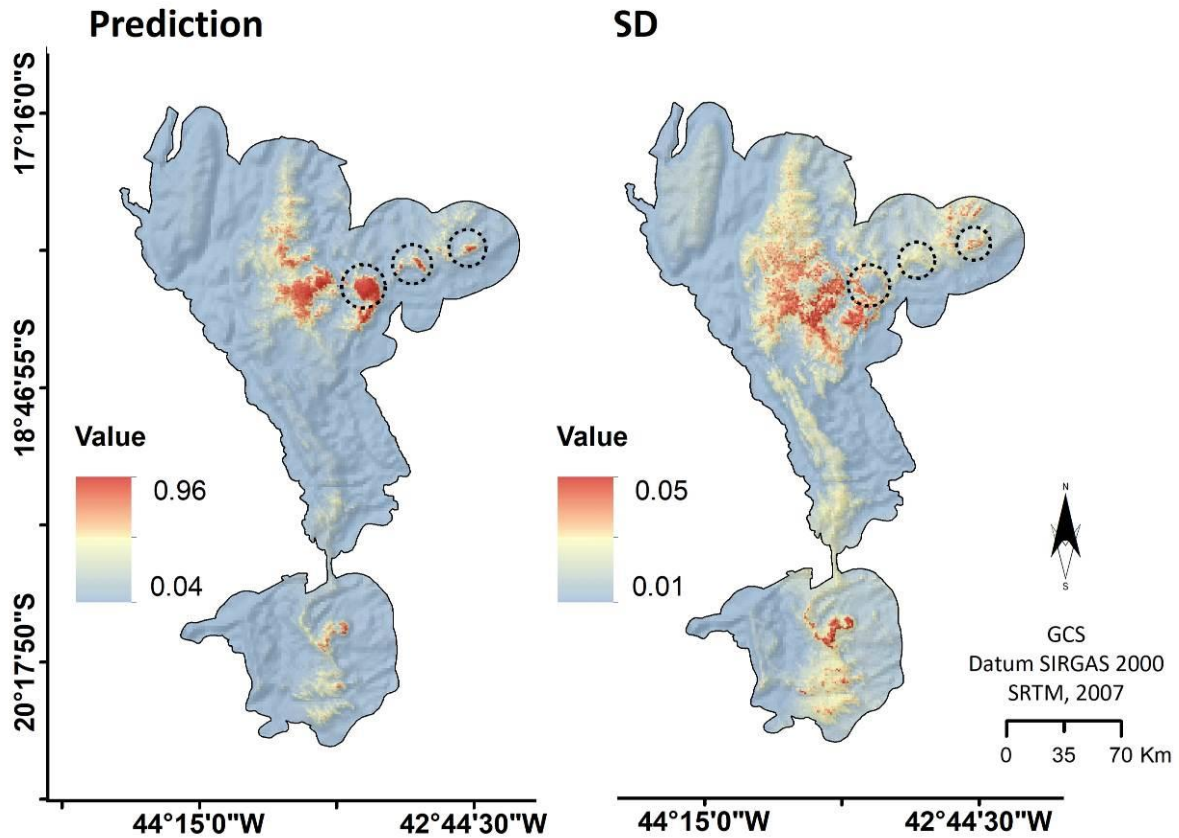 Prediction
SD
17°16'0"S
18°46'55"S
20°17'50"S
Value
0.96
0.04
Value
0.05
0.01
N
S
GCS
Datum SIRGAS 2000
SRTM, 2007
0 35 70 Km
44°15'0"W 42°44'30"W
44°15'0"W 42°44'30"W